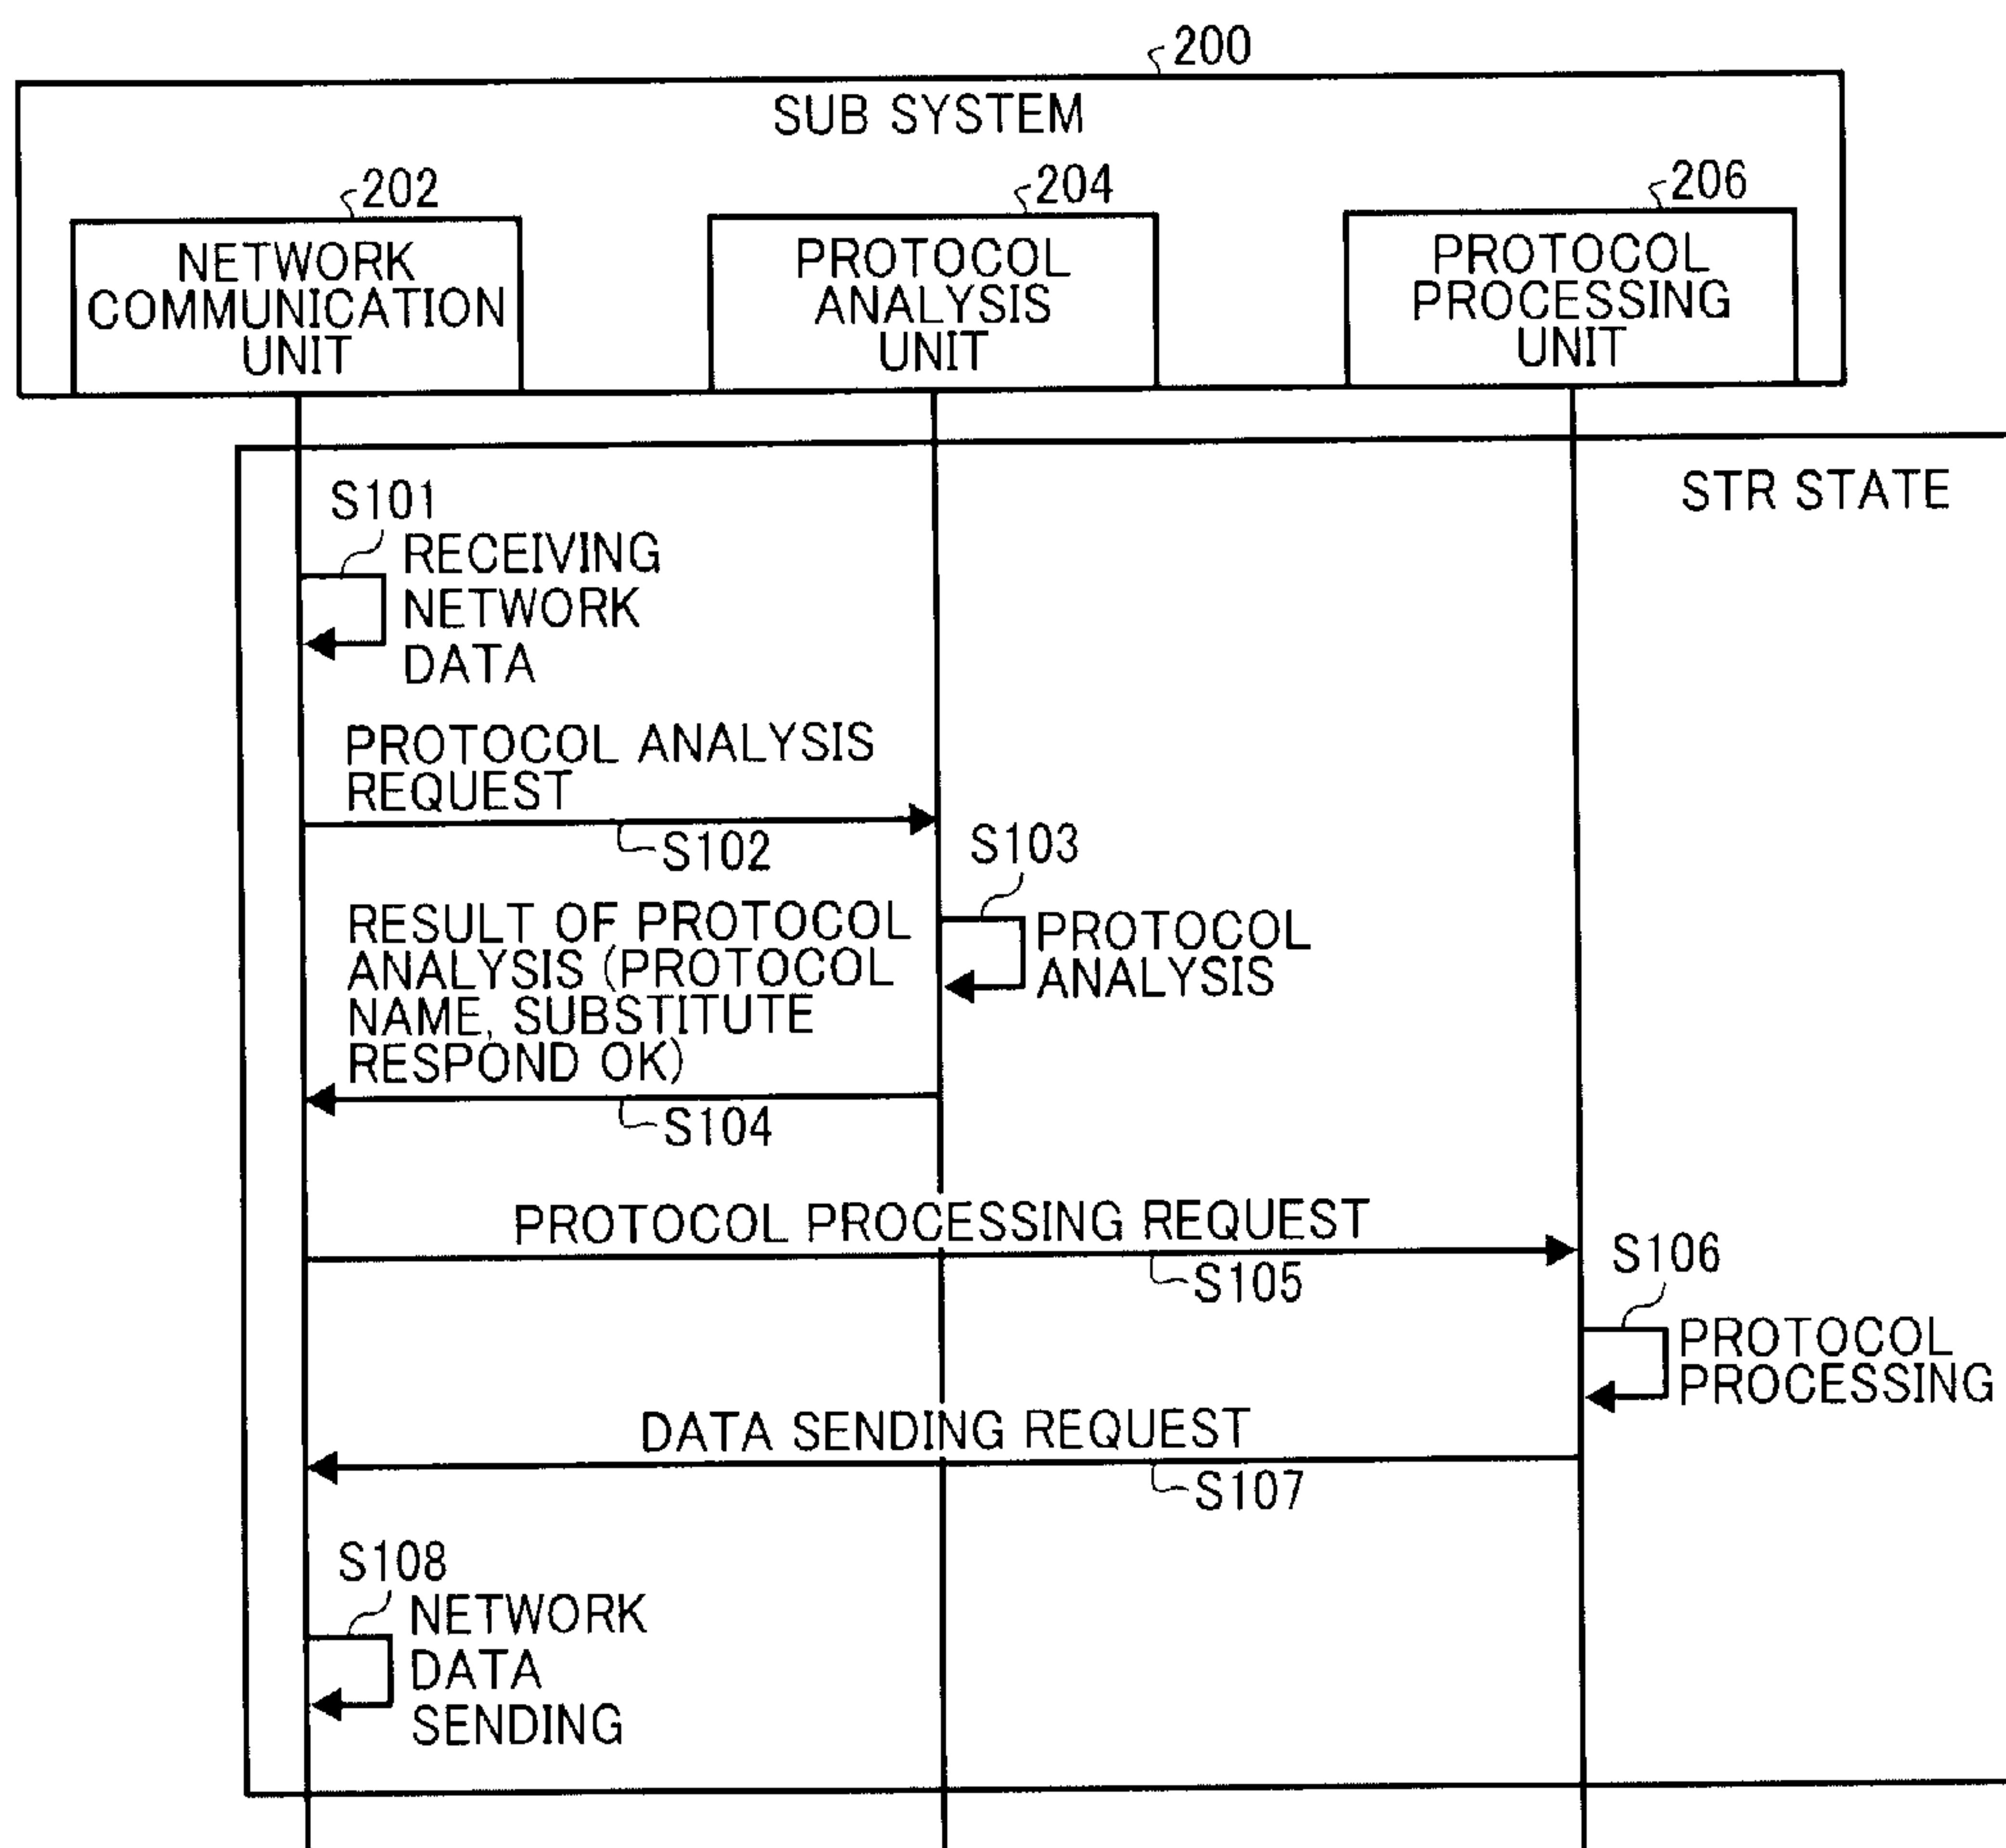 200
SUB SYSTEM
202
204
206
NETWORK
COMMUNICATION
UNIT
PROTOCOL
ANALYSIS
UNIT
PROTOCOL
PROCESSING
UNIT
STR STATE
S101
RECEIVING
NETWORK
DATA
PROTOCOL ANALYSIS
REQUEST
S102
S103
PROTOCOL
ANALYSIS
RESULT OF PROTOCOL
ANALYSIS (PROTOCOL
NAME, SUBSTITUTE
RESPOND OK)
S104
PROTOCOL PROCESSING REQUEST
S105
S106
PROTOCOL
PROCESSING
DATA SENDING REQUEST
S107
S108
NETWORK
DATA
SENDING